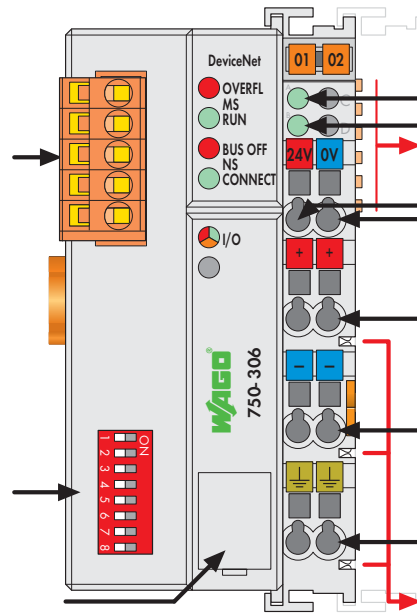 DeviceNet
01 02
OVERFL
MS
RUN
BUS OFF
NS
CONNECT
A C
B D
24V 0V
I/O
+ +
WAGO®
750-306
— —
ON
1
2
3
4
5
6
7
8